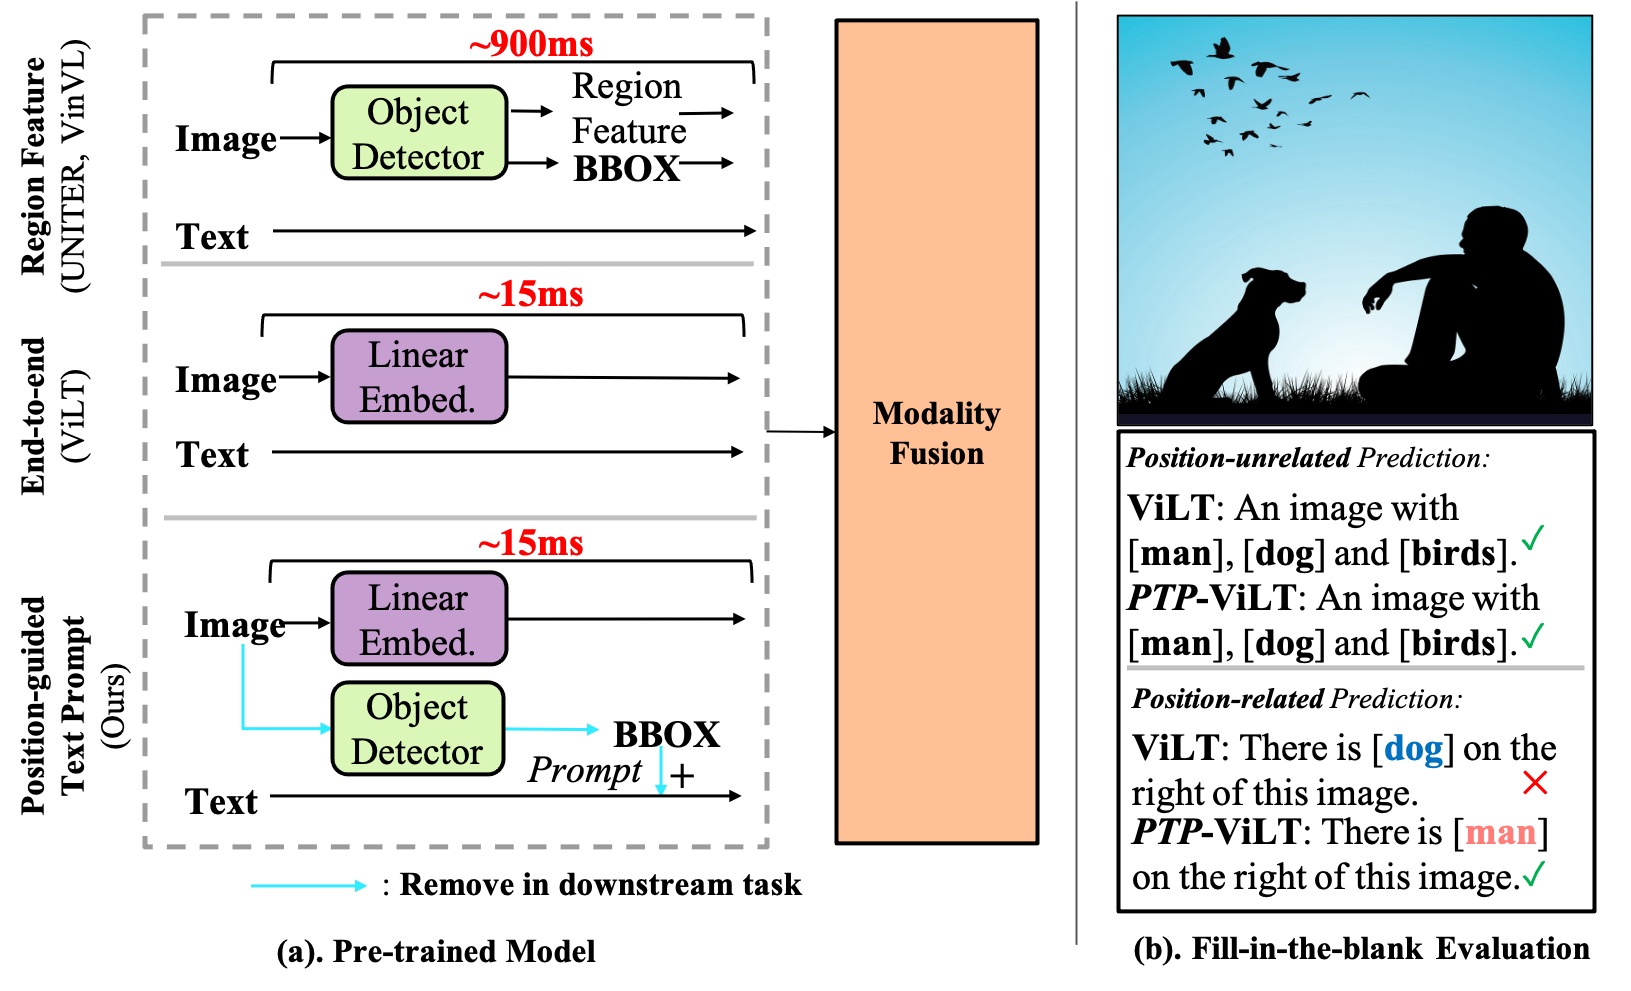 Region Feature
(UNITER, VinVL)
~900ms
Image
Object
Detector
Region
Feature
BBOX
Text
End-to-end
(ViLT)
~15ms
Image
Linear
Embed.
Text
Position-guided
Text Prompt
(Ours)
~15ms
Image
Linear
Embed.
Object
Detector
BBOX
Prompt +
Text
: Remove in downstream task
Modality
Fusion
(a). Pre-trained Model
Position-unrelated Prediction:
ViLT: An image with
[man], [dog] and [birds]. ✓
PTP-ViLT: An image with
[man], [dog] and [birds]. ✓
Position-related Prediction:
ViLT: There is [dog] on the
right of this image. ×
PTP-ViLT: There is [man]
on the right of this image. ✓
(b). Fill-in-the-blank Evaluation